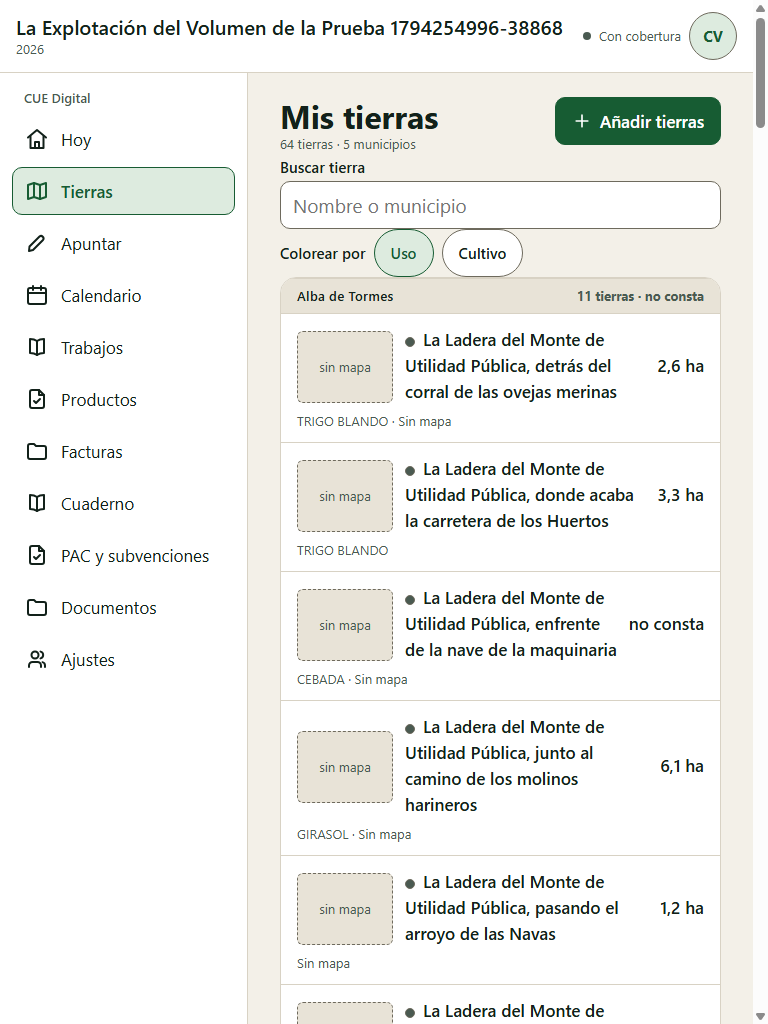 La Explotación del Volumen de la Prueba 1794254996-38868
2026
Con cobertura
CV
CUE Digital
Hoy
Tierras
Apuntar
Calendario
Trabajos
Productos
Facturas
Cuaderno
PAC y subvenciones
Documentos
Ajustes
Mis tierras
64 tierras · 5 municipios
+ Añadir tierras
Buscar tierra
Nombre o municipio
Colorear por
Uso
Cultivo
Alba de Tormes
11 tierras · no consta
sin mapa
La Ladera del Monte de
Utilidad Pública, detrás del
corral de las ovejas merinas
2,6 ha
TRIGO BLANDO · Sin mapa
sin mapa
La Ladera del Monte de
Utilidad Pública, donde acaba
la carretera de los Huertos
3,3 ha
TRIGO BLANDO
sin mapa
La Ladera del Monte de
Utilidad Pública, enfrente
de la nave de la maquinaria
no consta
CEBADA · Sin mapa
sin mapa
La Ladera del Monte de
Utilidad Pública, junto al
camino de los molinos
harineros
6,1 ha
GIRASOL · Sin mapa
sin mapa
La Ladera del Monte de
Utilidad Pública, pasando el
arroyo de las Navas
1,2 ha
Sin mapa
La Ladera del Monte de